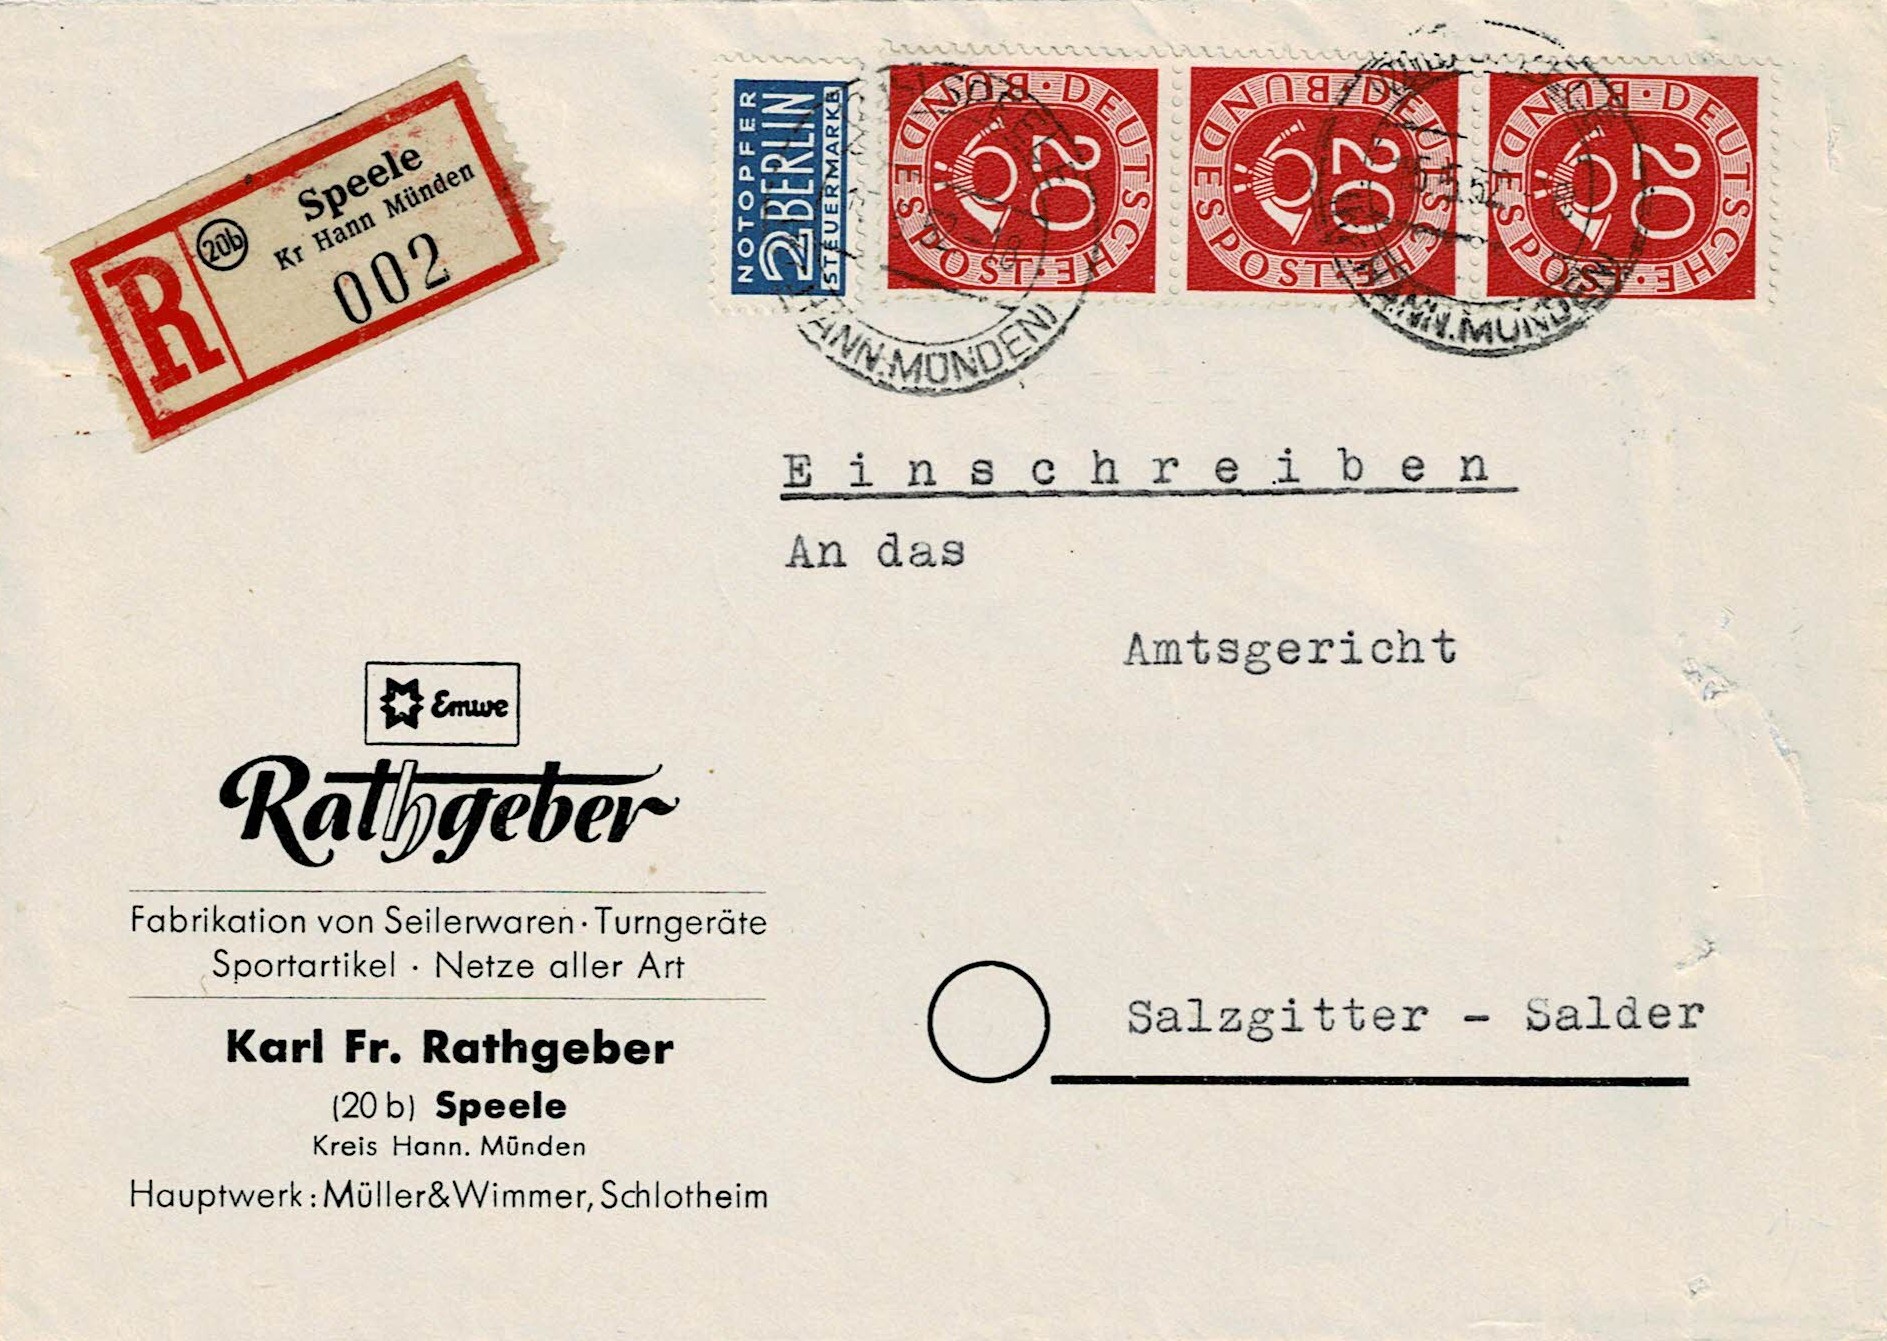 R
20b
Speele
Kr Hann Münden
002
NOTOPFER
2 BERLIN
STEUERMARKE
DEUTSCHE BUNDESPOST
20
DEUTSCHE BUNDESPOST
20
DEUTSCHE BUNDESPOST
20
HANN. MÜNDEN)
HANN. MÜNDEN
Einschreiben
An das
Amtsgericht
Emwe
Rathgeber
Fabrikation von Seilerwaren · Turngeräte
Sportartikel · Netze aller Art
Karl Fr. Rathgeber
(20 b) Speele
Kreis Hann. Münden
Hauptwerk: Müller&Wimmer, Schlotheim
Salzgitter - Salder